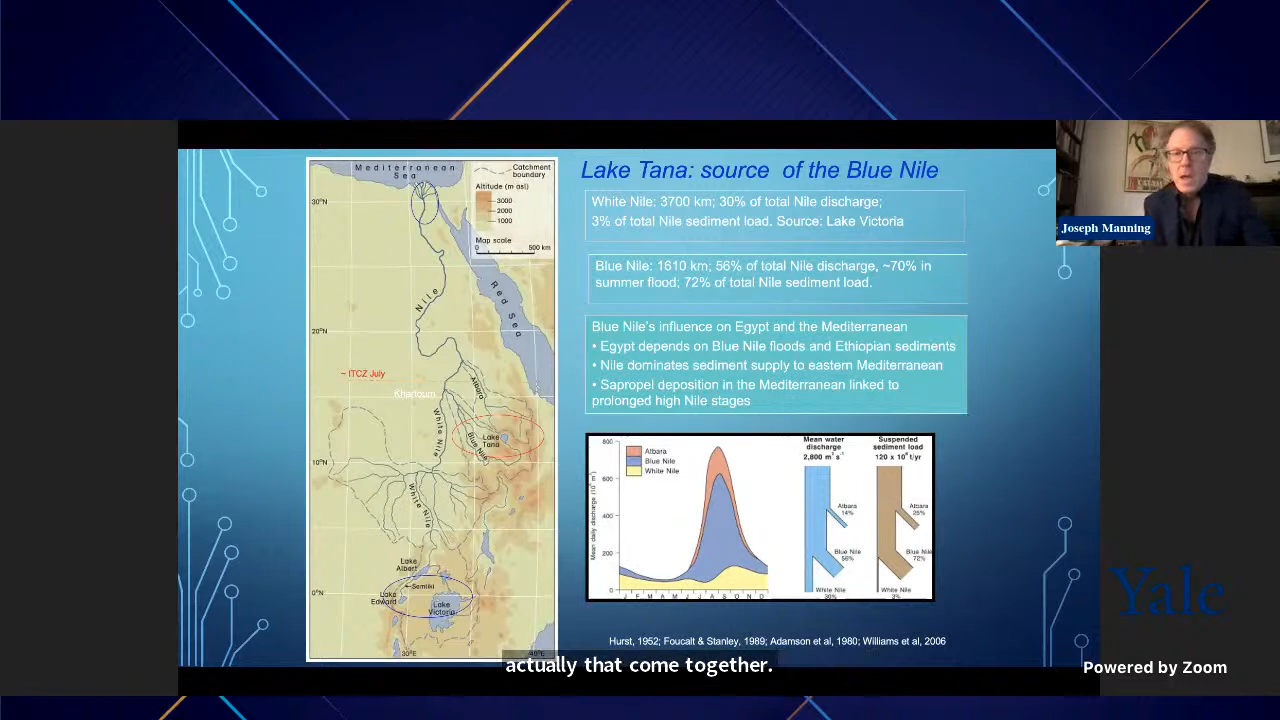 Mediterranean
Sea
Catchment
boundary
Altitude (m asl)
3000
2000
1000
Map scale
0 500 km
30°N
Nile
Red Sea
20°N
~ ITCZ July
Khartoum
Atbara
White Nile
Blue Nile
Lake
Tana
10°N
White Nile
Lake
Albert
Semliki
Lake
Edward
Lake
Victoria
0°N
30°E 40°E
Lake Tana: source of the Blue Nile
White Nile: 3700 km; 30% of total Nile discharge;
3% of total Nile sediment load. Source: Lake Victoria
Blue Nile: 1610 km; 56% of total Nile discharge, ~70% in
summer flood; 72% of total Nile sediment load.
Blue Nile's influence on Egypt and the Mediterranean
• Egypt depends on Blue Nile floods and Ethiopian sediments
• Nile dominates sediment supply to eastern Mediterranean
• Sapropel deposition in the Mediterranean linked to
prolonged high Nile stages
Mean daily discharge (10⁶ m³)
800
600
400
200
0
Atbara
Blue Nile
White Nile
J F M A M J J A S O N D
Mean water
discharge
2,800 m³ s⁻¹
Atbara
14%
Blue Nile
56%
White Nile
30%
Suspended
sediment load
120 x 10⁶ t/yr
Atbara
25%
Blue Nile
72%
White Nile
3%
Hurst, 1952; Foucalt & Stanley, 1989; Adamson et al, 1980; Williams et al, 2006
actually that come together.
Joseph Manning
Yale
Powered by Zoom